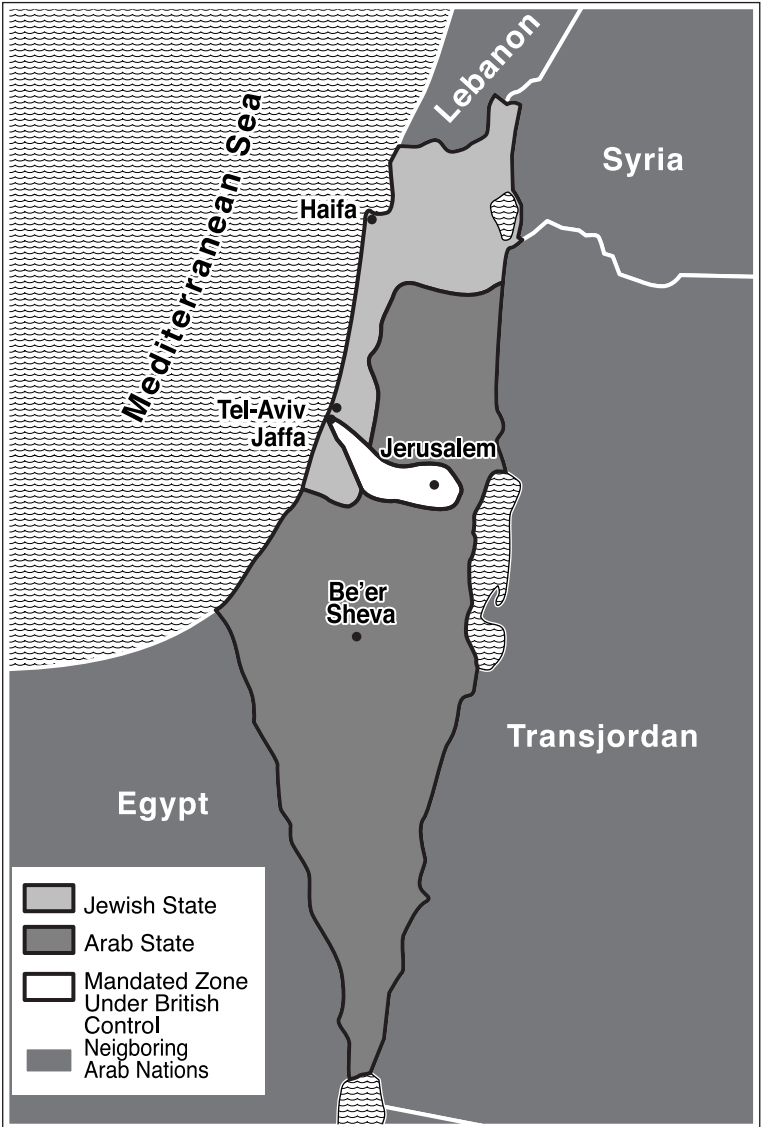 Lebanon
Syria
Mediterranean Sea
Haifa
Tel-Aviv
Jaffa
Jerusalem
Be’er
Sheva
Transjordan
Egypt
Jewish State
Arab State
Mandated Zone
Under British
Control
Neigboring
Arab Nations